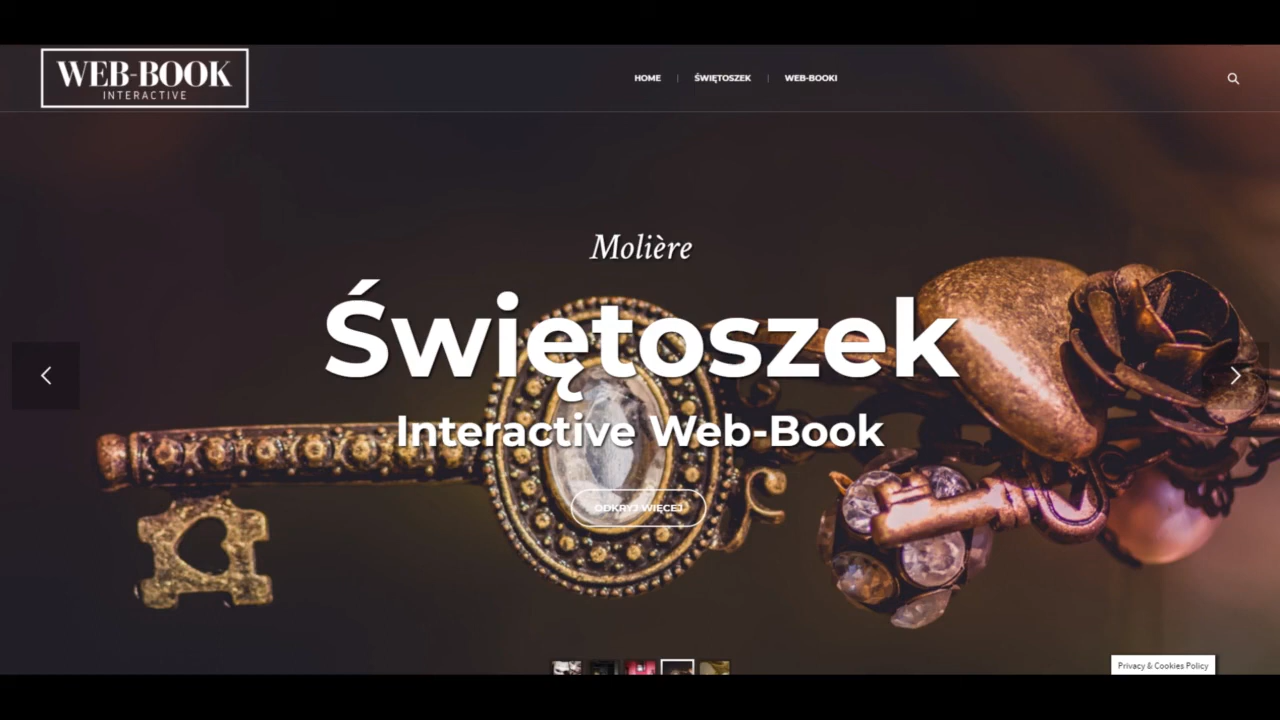 WEB-BOOK
INTERACTIVE
HOME
ŚWIĘTOSZEK
WEB-BOOKI
Molière
Świętoszek
Interactive Web-Book
ODKRYJ WIĘCEJ
Privacy & Cookies Policy